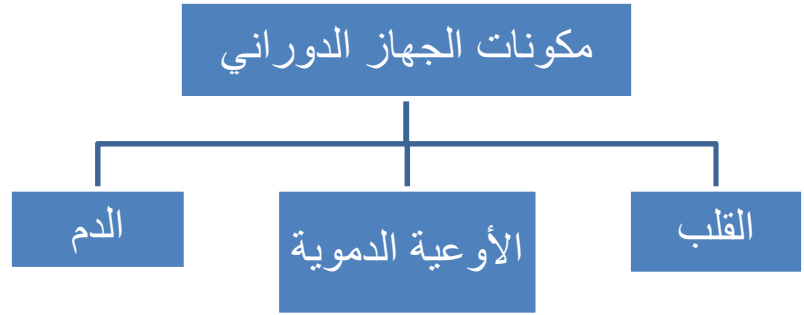 مكونات الجهاز الدوراني
القلب
الأوعية الدموية
الدم